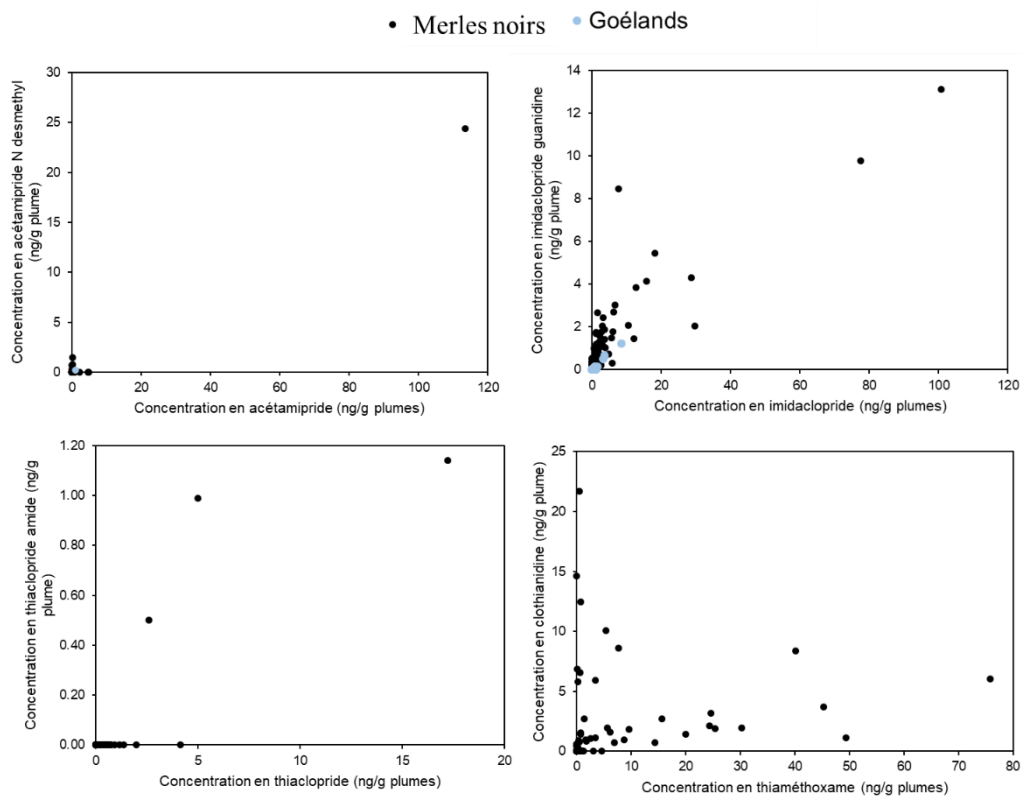 Merles noirs
Goélands
Concentration en acétamipride N desmethyl
(ng/g plume)
30
25
20
15
10
5
0
0 20 40 60 80 100 120
Concentration en acétamipride (ng/g plumes)
Concentration en imidaclopride guanidine
(ng/g plume)
14
12
10
8
6
4
2
0
0 20 40 60 80 100 120
Concentration en imidaclopride (ng/g plumes)
Concentration en thiaclopride amide (ng/g
plume)
1.20
1.00
0.80
0.60
0.40
0.20
0.00
0 5 10 15 20
Concentration en thiaclopride (ng/g plumes)
Concentration en clothianidine (ng/g plume)
25
20
15
10
5
0
0 10 20 30 40 50 60 70 80
Concentration en thiaméthoxame (ng/g plumes)